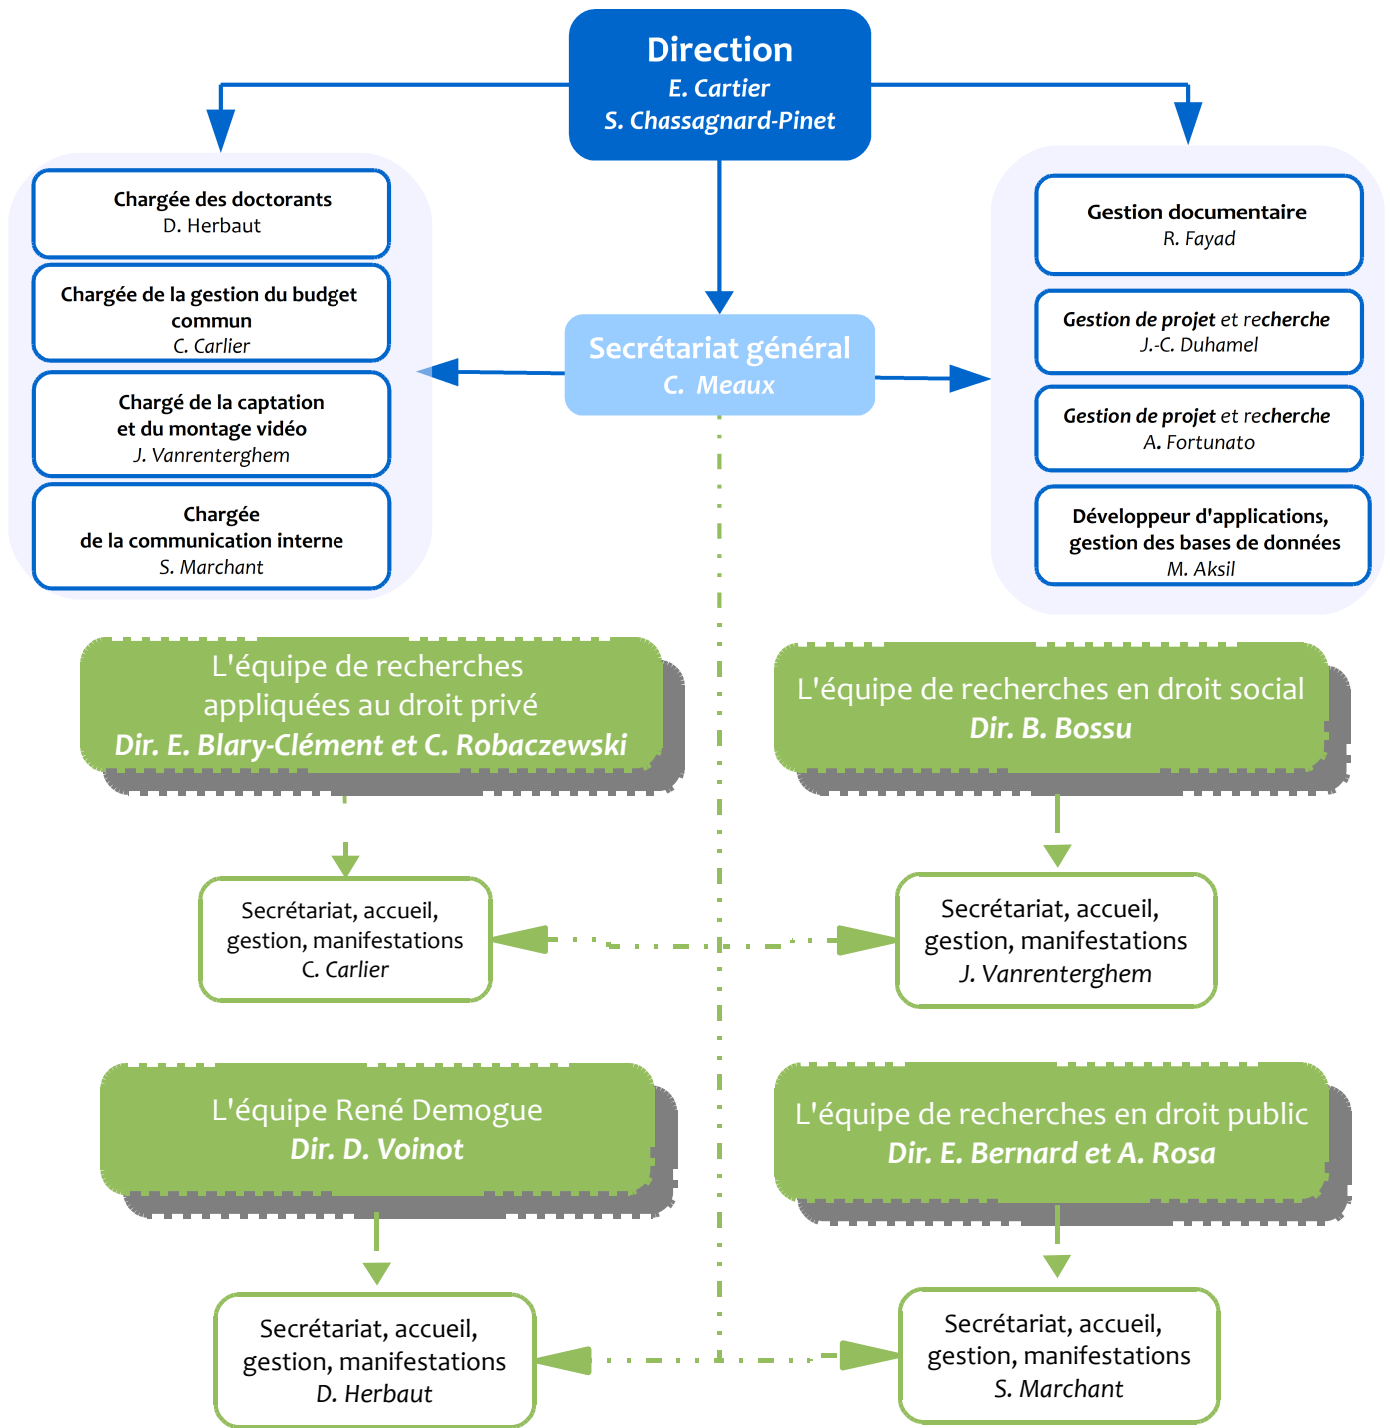 Direction
E. Cartier
S. Chassagnard-Pinet
Chargée des doctorants
D. Herbaut
Chargée de la gestion du budget
commun
C. Carlier
Chargé de la captation
et du montage vidéo
J. Vanrenterghem
Chargée
de la communication interne
S. Marchant
Secrétariat général
C. Meaux
Gestion documentaire
R. Fayad
Gestion de projet et recherche
J.-C. Duhamel
Gestion de projet et recherche
A. Fortunato
Développeur d'applications,
gestion des bases de données
M. Aksil
L'équipe de recherches
appliquées au droit privé
Dir. E. Blary-Clément et C. Robaczewski
L'équipe de recherches en droit social
Dir. B. Bossu
Secrétariat, accueil,
gestion, manifestations
C. Carlier
Secrétariat, accueil,
gestion, manifestations
J. Vanrenterghem
L'équipe René Demogue
Dir. D. Voinot
L'équipe de recherches en droit public
Dir. E. Bernard et A. Rosa
Secrétariat, accueil,
gestion, manifestations
D. Herbaut
Secrétariat, accueil,
gestion, manifestations
S. Marchant